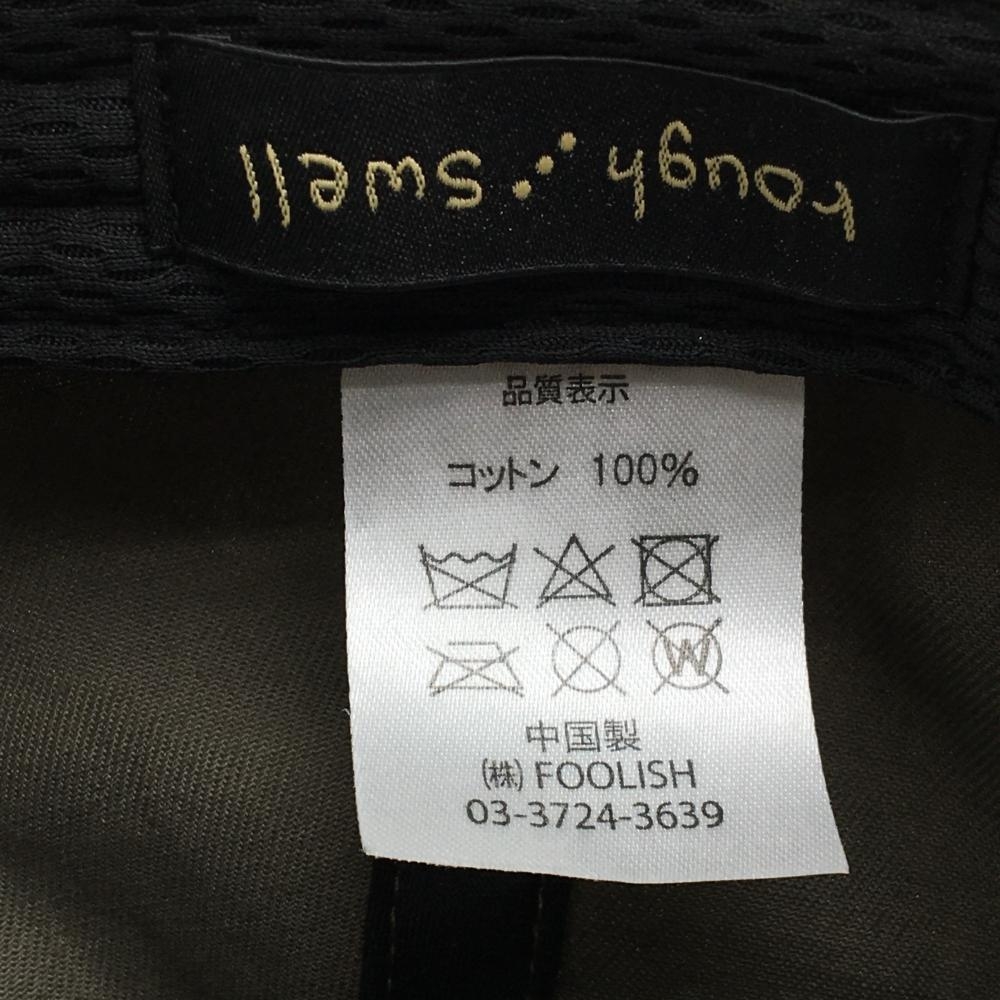 rough swell
品質表示
コットン 100%
W
中国製
(株) FOOLISH
03-3724-3639